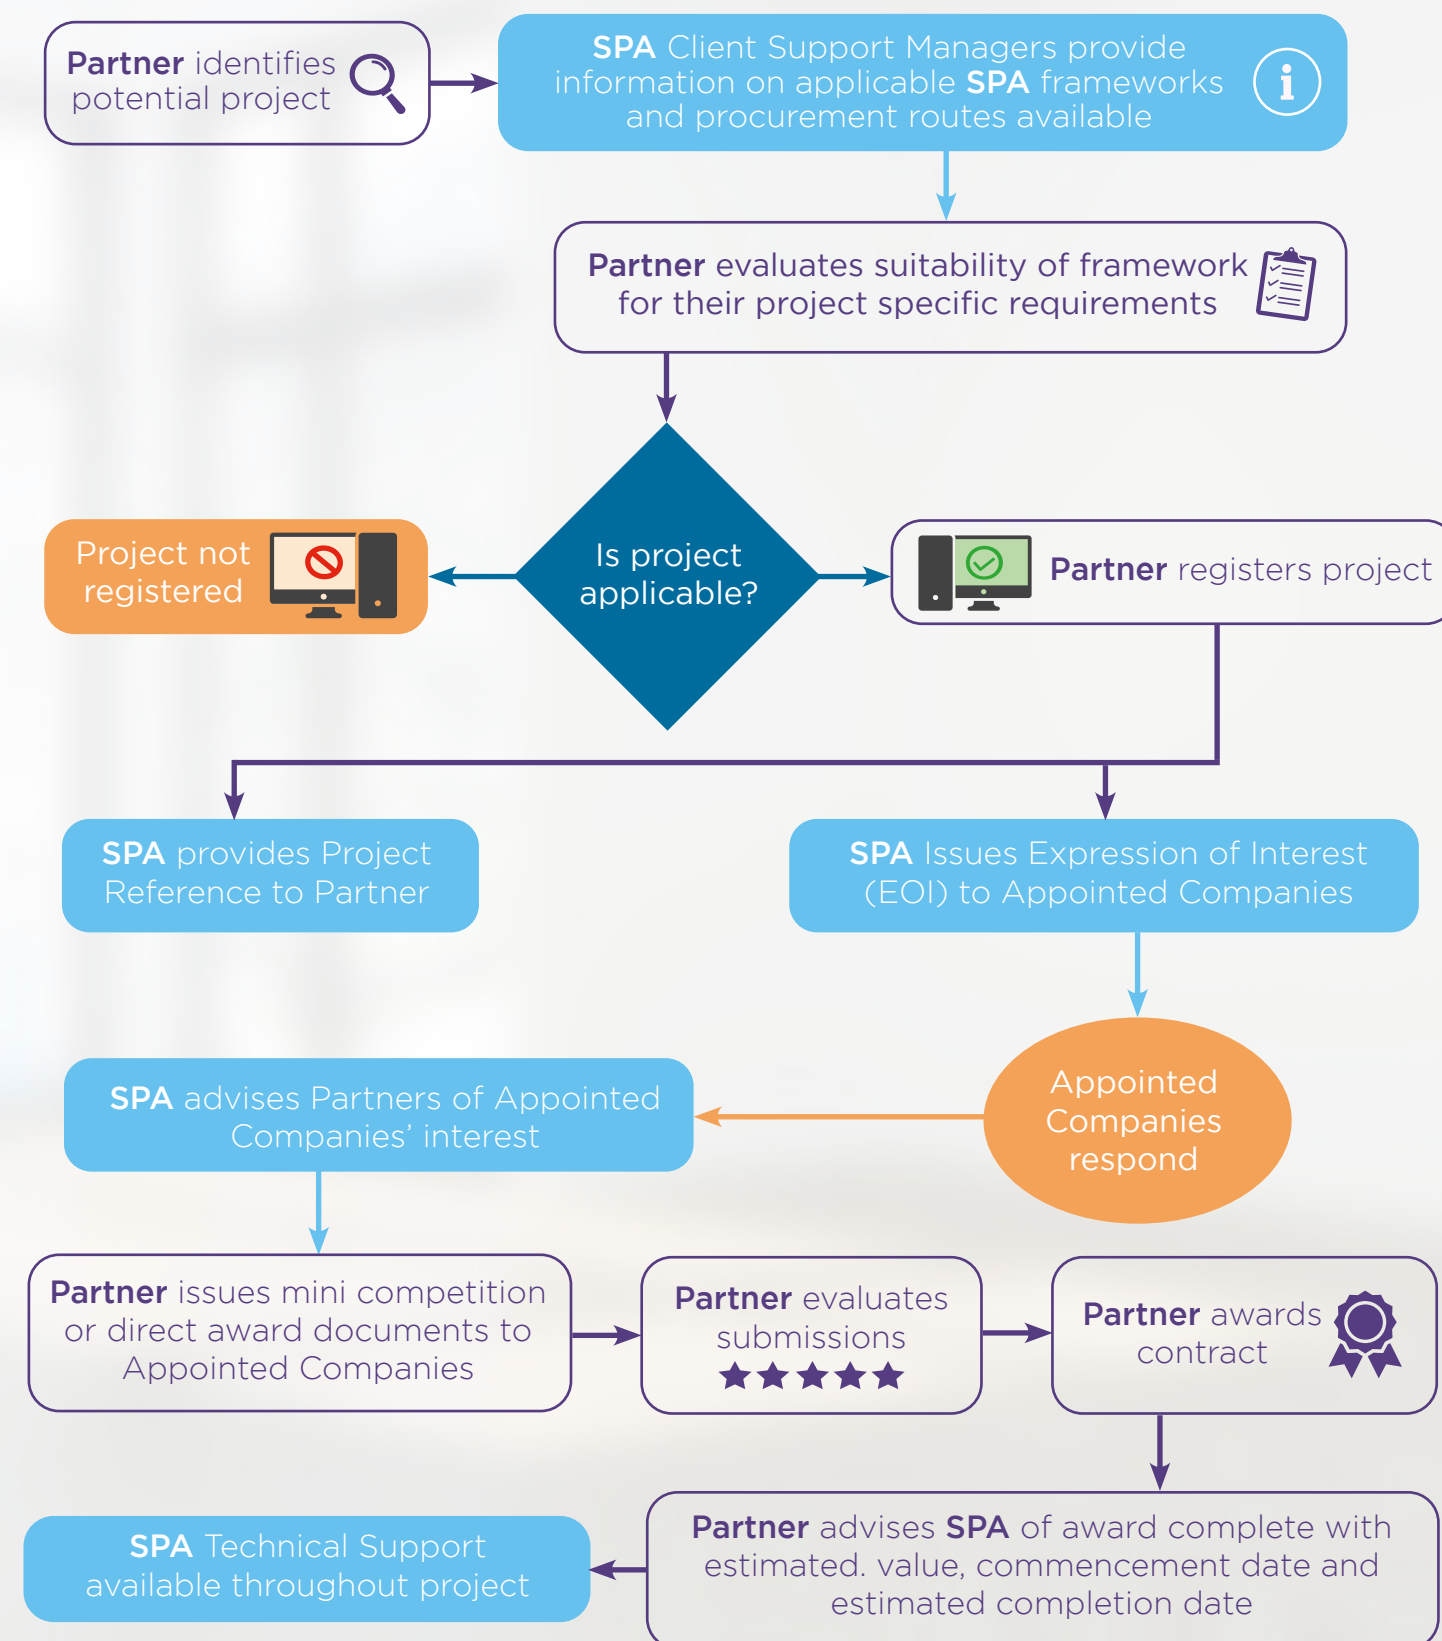 Partner identifies
potential project
SPA Client Support Managers provide
information on applicable SPA frameworks
and procurement routes available
i
Partner evaluates suitability of framework
for their project specific requirements
Is project
applicable?
Project not
registered
Partner registers project
SPA provides Project
Reference to Partner
SPA Issues Expression of Interest
(EOI) to Appointed Companies
Appointed
Companies
respond
SPA advises Partners of Appointed
Companies’ interest
Partner issues mini competition
or direct award documents to
Appointed Companies
Partner evaluates
submissions
Partner awards
contract
Partner advises SPA of award complete with
estimated. value, commencement date and
estimated completion date
SPA Technical Support
available throughout project